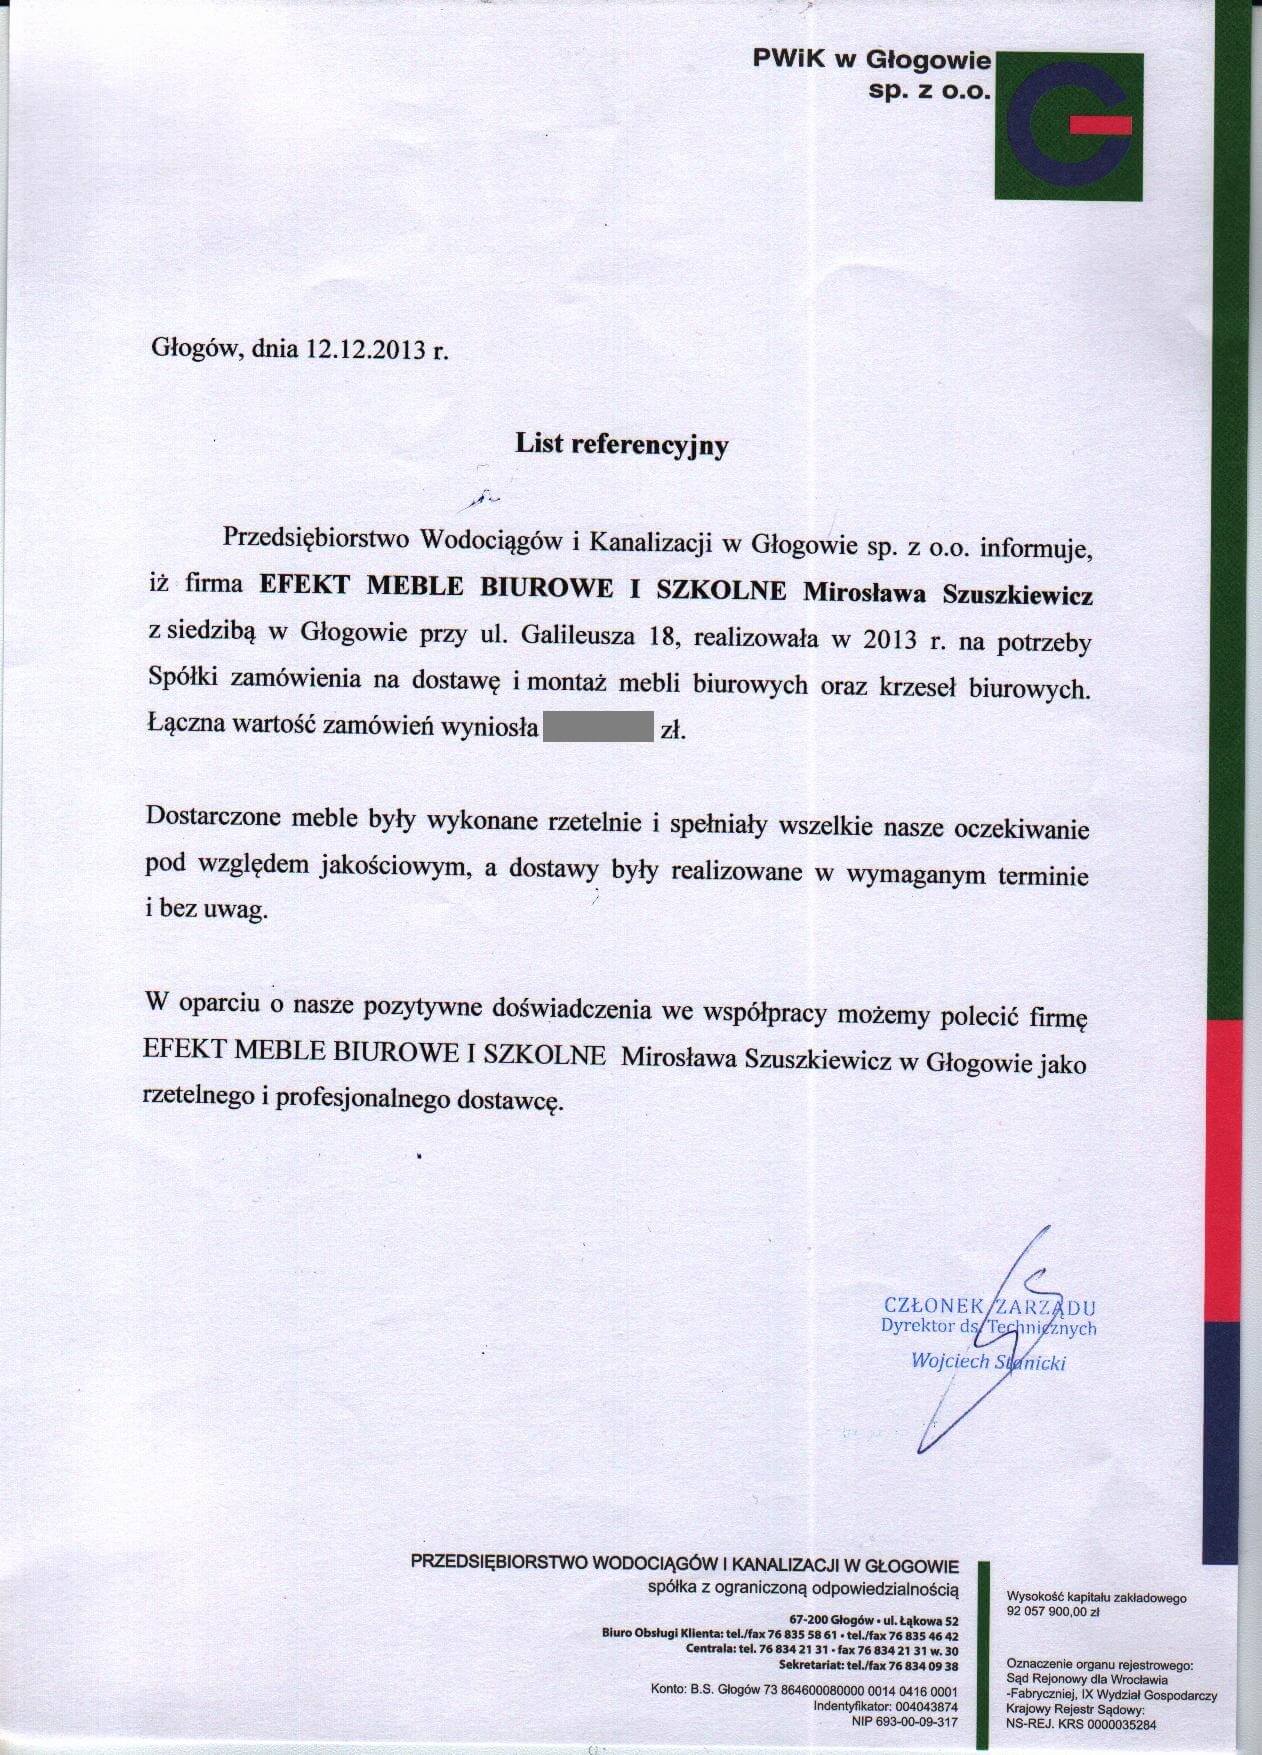 PWiK w Głogowie
sp. z o.o.
Głogów, dnia 12.12.2013 r.
List referencyjny
Przedsiębiorstwo Wodociągów i Kanalizacji w Głogowie sp. z o.o. informuje,
iż firma EFEKT MEBLE BIUROWE I SZKOLNE Mirosława Szuszkiewicz
z siedzibą w Głogowie przy ul. Galileusza 18, realizowała w 2013 r. na potrzeby
Spółki zamówienia na dostawę i montaż mebli biurowych oraz krzeseł biurowych.
Łączna wartość zamówień wyniosła zł.
Dostarczone meble były wykonane rzetelnie i spełniały wszelkie nasze oczekiwanie
pod względem jakościowym, a dostawy były realizowane w wymaganym terminie
i bez uwag.
W oparciu o nasze pozytywne doświadczenia we współpracy możemy polecić firmę
EFEKT MEBLE BIUROWE I SZKOLNE Mirosława Szuszkiewicz w Głogowie jako
rzetelnego i profesjonalnego dostawcę.
CZŁONEK ZARZĄDU
Dyrektor ds. Technicznych
Wojciech Stanicki
PRZEDSIĘBIORSTWO WODOCIĄGÓW I KANALIZACJI W GŁOGOWIE
spółka z ograniczoną odpowiedzialnością
67-200 Głogów • ul. Łąkowa 52
Biuro Obsługi Klienta: tel./fax 76 835 58 61 • tel./fax 76 835 46 42
Centrala: tel. 76 834 21 31 • fax 76 834 21 31 w. 30
Sekretariat: tel./fax 76 834 09 38
Konto: B.S. Głogów 73 864600080000 0014 0416 0001
Indentyfikator: 004043874
NIP 693-00-09-317
Wysokość kapitału zakładowego
92 057 900,00 zł
Oznaczenie organu rejestrowego:
Sąd Rejonowy dla Wrocławia
-Fabryczniej, IX Wydział Gospodarczy
Krajowy Rejestr Sądowy:
NS-REJ. KRS 0000035284